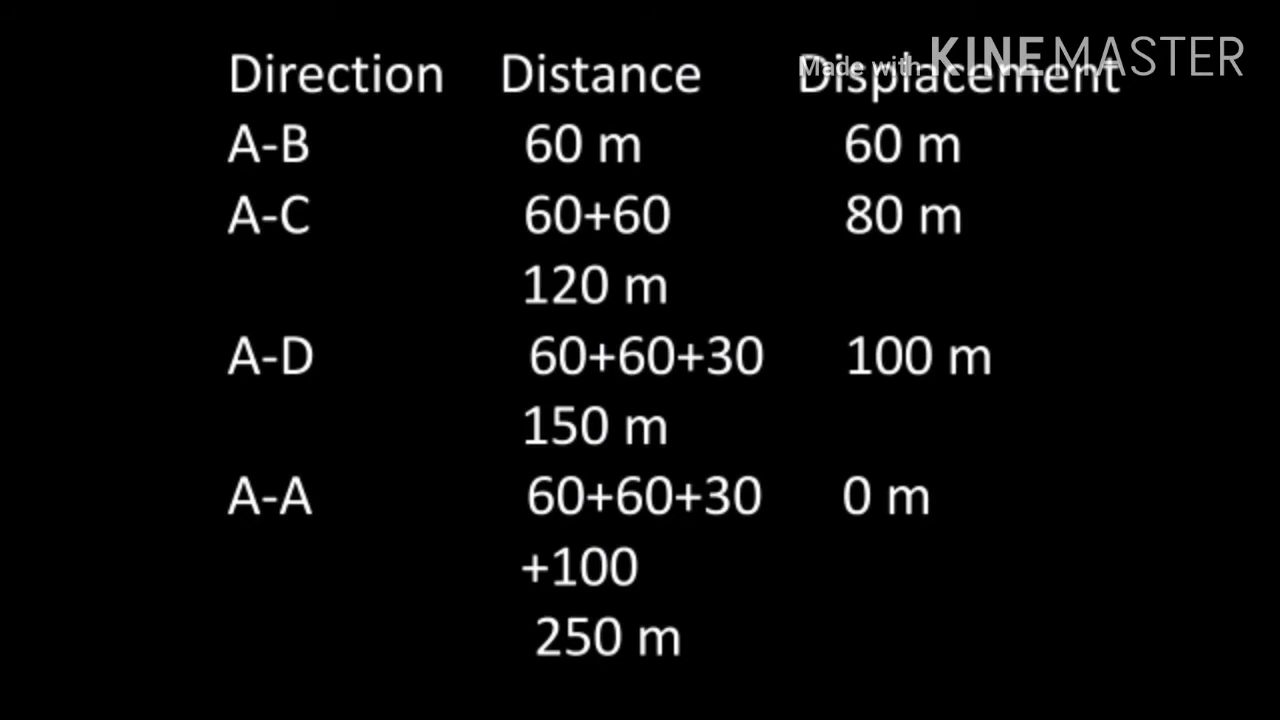 Direction Distance Displacement
Made with KINEMASTER
A-B 60 m 60 m
A-C 60+60 80 m
120 m
A-D 60+60+30 100 m
150 m
A-A 60+60+30 0 m
+100
250 m